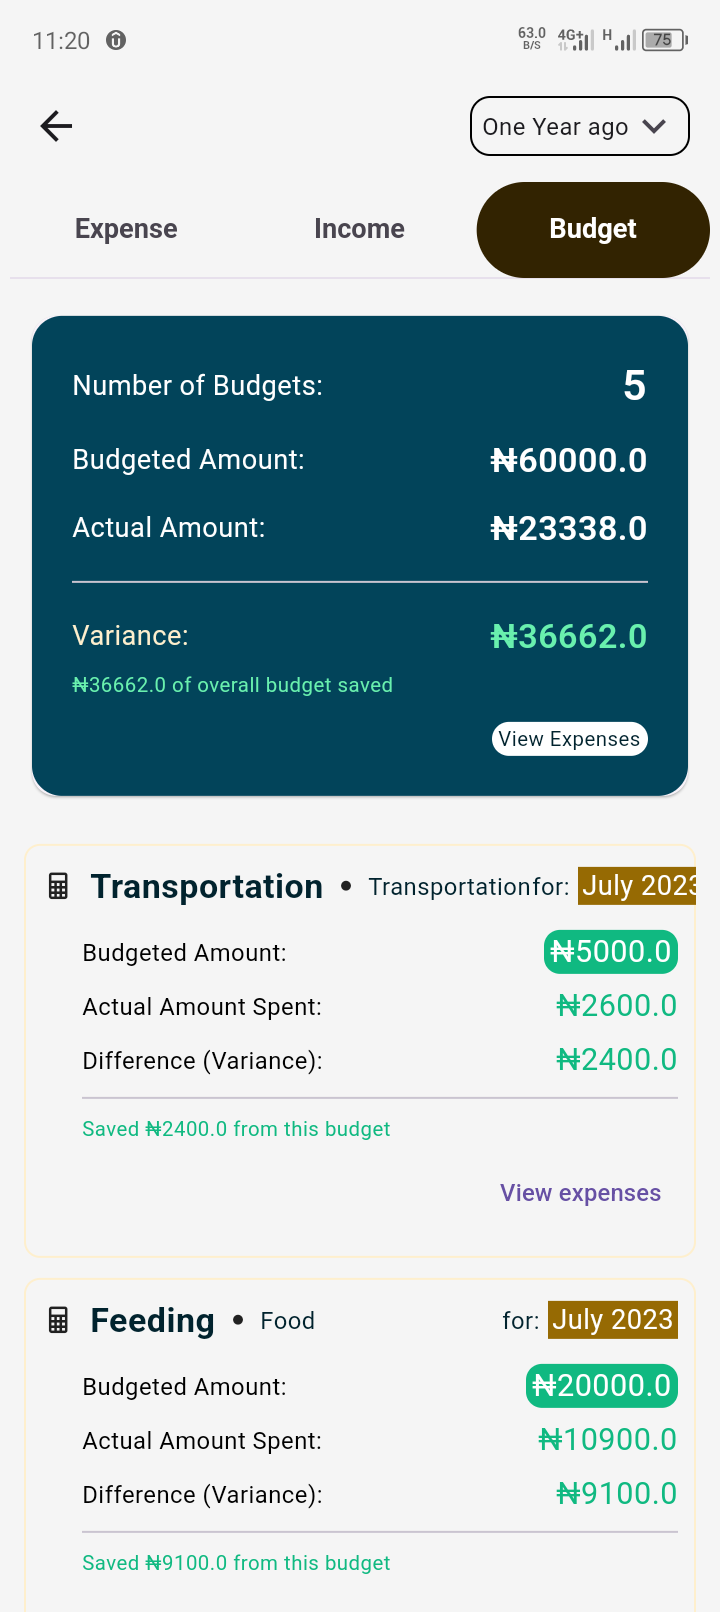 11:20 63.0 B/S 4G+ H 75
One Year ago
Expense Income Budget
Number of Budgets: 5
Budgeted Amount: ₦60000.0
Actual Amount: ₦23338.0
Variance: ₦36662.0
₦36662.0 of overall budget saved
View Expenses
Transportation • Transportationfor: July 2023
Budgeted Amount: ₦5000.0
Actual Amount Spent: ₦2600.0
Difference (Variance): ₦2400.0
Saved ₦2400.0 from this budget
View expenses
Feeding • Food for: July 2023
Budgeted Amount: ₦20000.0
Actual Amount Spent: ₦10900.0
Difference (Variance): ₦9100.0
Saved ₦9100.0 from this budget